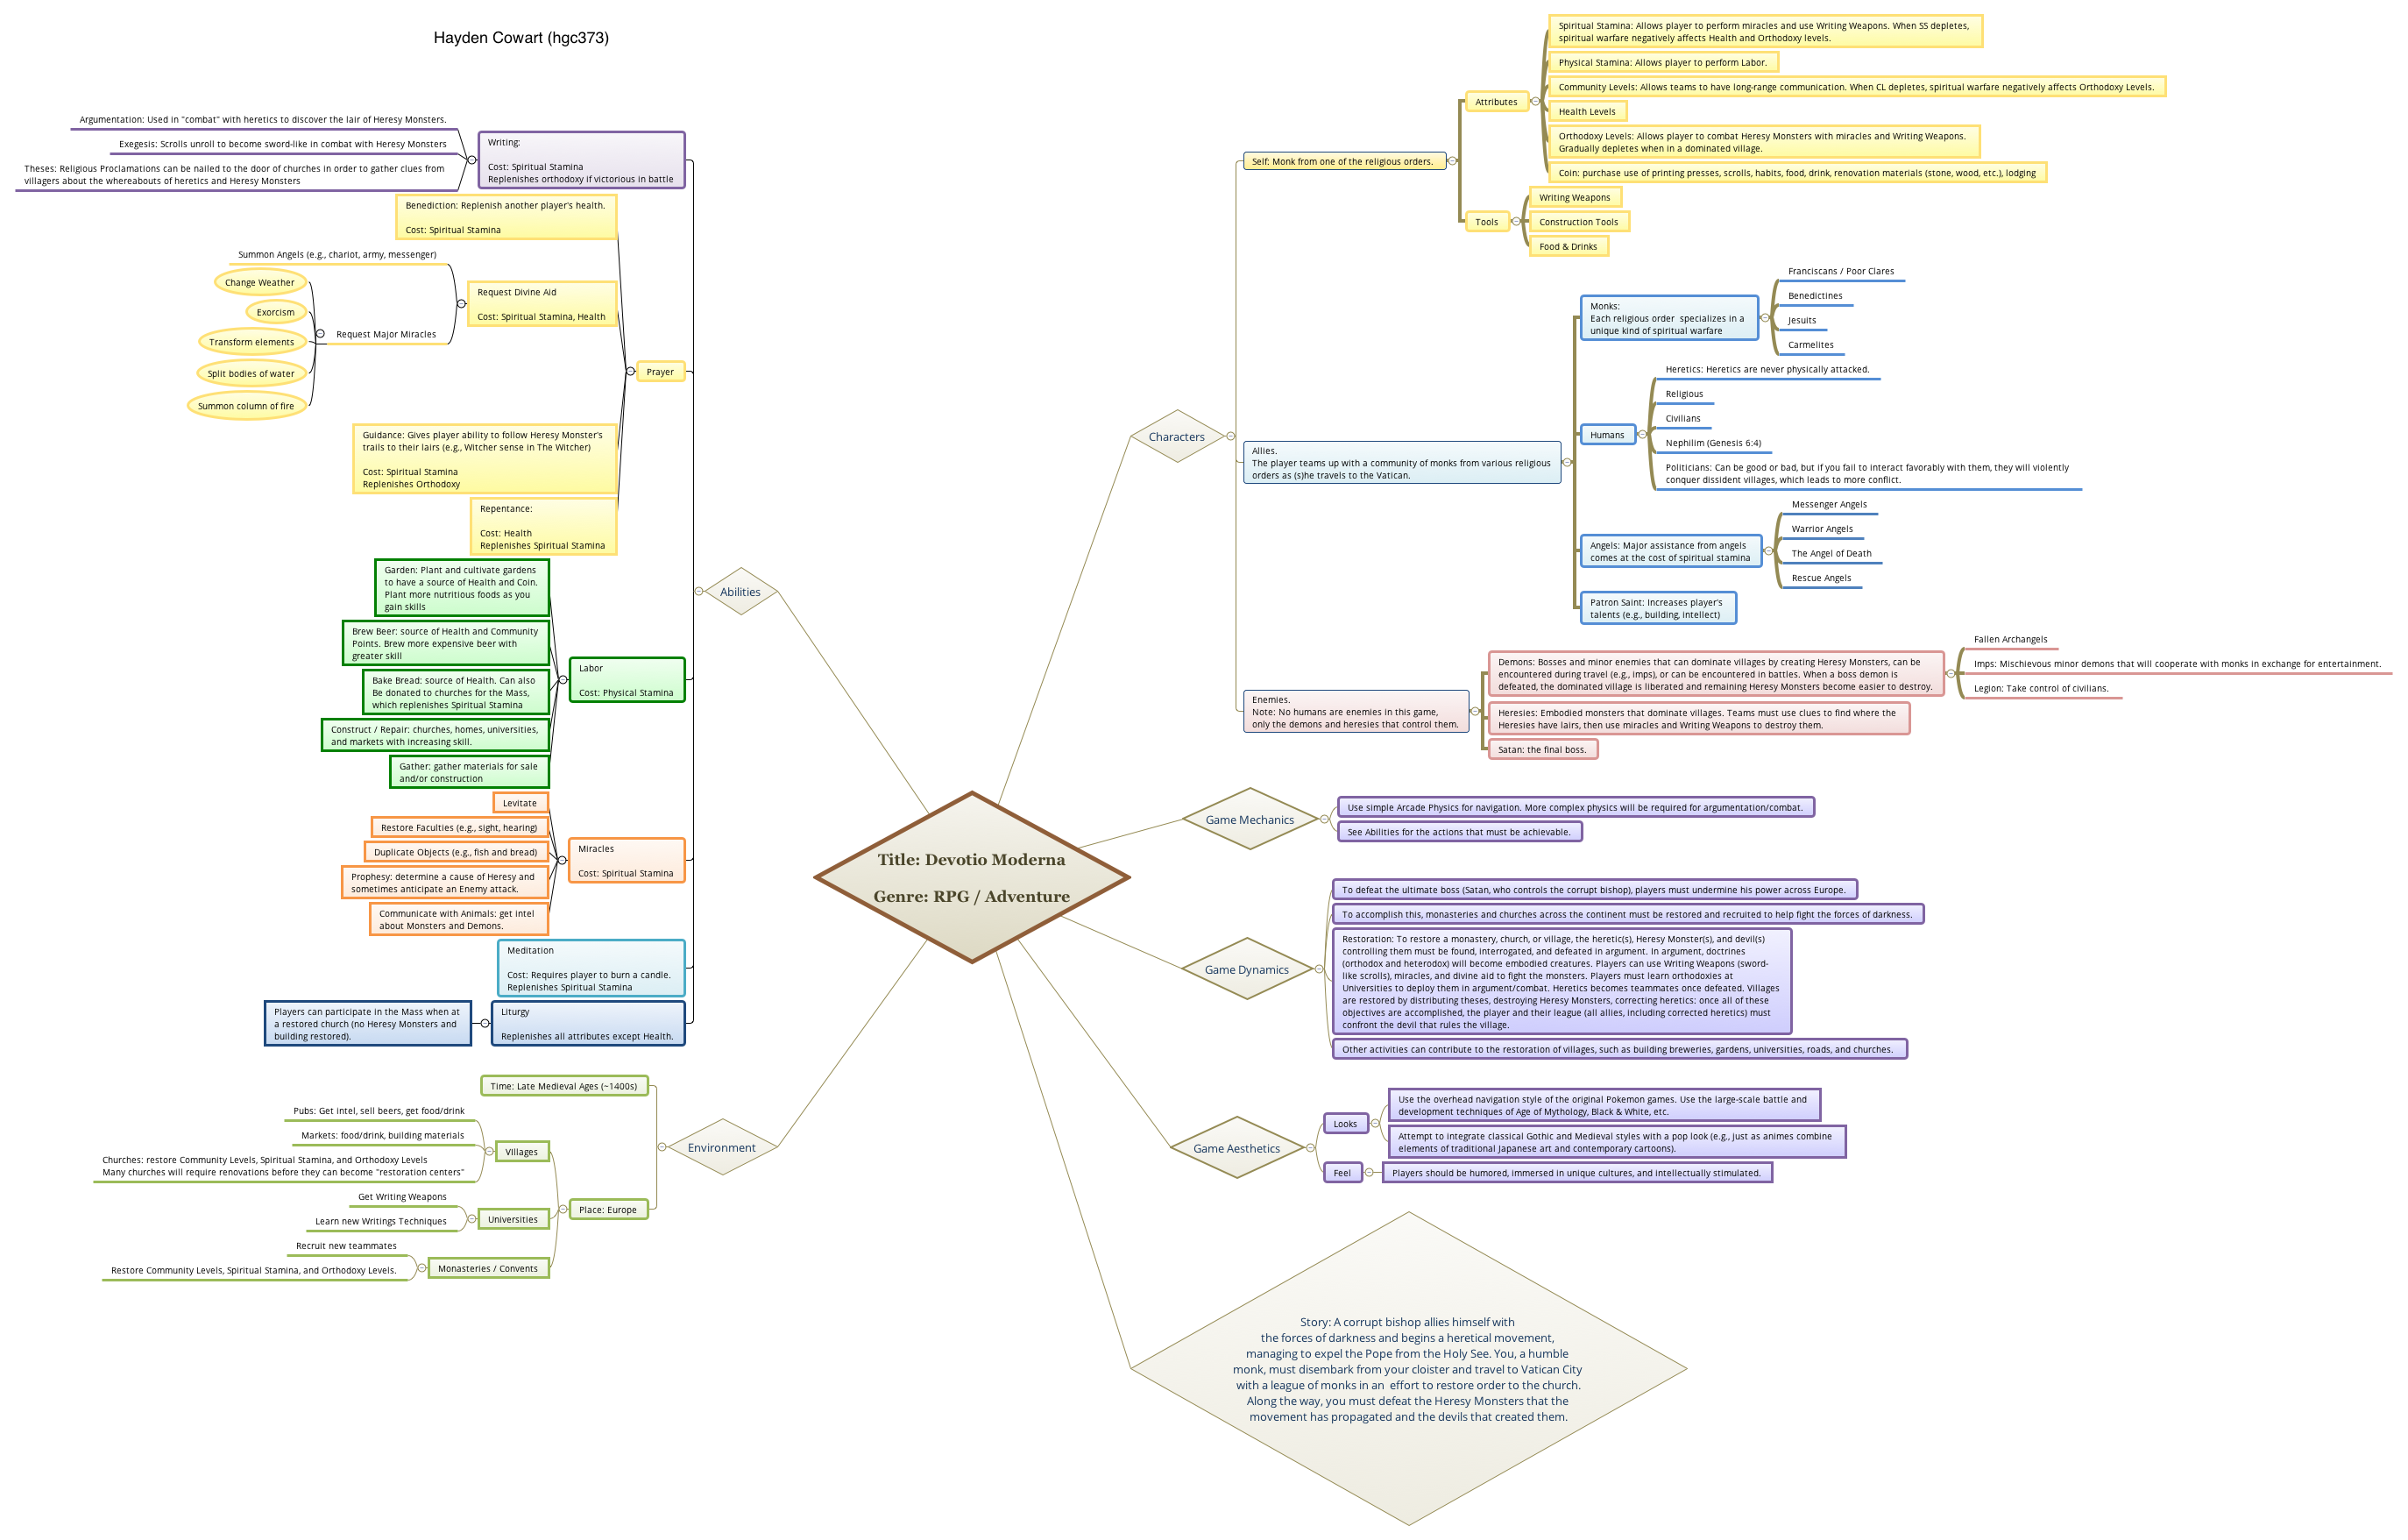 Hayden Cowart (hgc373)
Title: Devotio Moderna
Genre: RPG / Adventure
Abilities
Writing:
Cost: Spiritual Stamina
Replenishes orthodoxy if victorious in battle
Argumentation: Used in "combat" with heretics to discover the lair of Heresy Monsters.
Exegesis: Scrolls unroll to become sword-like in combat with Heresy Monsters
Theses: Religious Proclamations can be nailed to the door of churches in order to gather clues from
villagers about the whereabouts of heretics and Heresy Monsters
Prayer
Benediction: Replenish another player's health.
Cost: Spiritual Stamina
Request Divine Aid
Cost: Spiritual Stamina, Health
Summon Angels (e.g., chariot, army, messenger)
Request Major Miracles
Change Weather
Exorcism
Transform elements
Split bodies of water
Summon column of fire
Guidance: Gives player ability to follow Heresy Monster's
trails to their lairs (e.g., Witcher sense in The Witcher)
Cost: Spiritual Stamina
Replenishes Orthodoxy
Repentance:
Cost: Health
Replenishes Spiritual Stamina
Labor
Cost: Physical Stamina
Garden: Plant and cultivate gardens
to have a source of Health and Coin.
Plant more nutritious foods as you
gain skills
Brew Beer: source of Health and Community
Points. Brew more expensive beer with
greater skill
Bake Bread: source of Health. Can also
Be donated to churches for the Mass,
which replenishes Spiritual Stamina
Construct / Repair: churches, homes, universities,
and markets with increasing skill.
Gather: gather materials for sale
and/or construction
Miracles
Cost: Spiritual Stamina
Levitate
Restore Faculties (e.g., sight, hearing)
Duplicate Objects (e.g., fish and bread)
Prophesy: determine a cause of Heresy and
sometimes anticipate an Enemy attack.
Communicate with Animals: get intel
about Monsters and Demons.
Meditation
Cost: Requires player to burn a candle.
Replenishes Spiritual Stamina
Liturgy
Replenishes all attributes except Health.
Players can participate in the Mass when at
a restored church (no Heresy Monsters and
building restored).
Environment
Time: Late Medieval Ages (~1400s)
Place: Europe
Villages
Pubs: Get intel, sell beers, get food/drink
Markets: food/drink, building materials
Churches: restore Community Levels, Spiritual Stamina, and Orthodoxy Levels
Many churches will require renovations before they can become "restoration centers"
Universities
Get Writing Weapons
Learn new Writings Techniques
Monasteries / Convents
Recruit new teammates
Restore Community Levels, Spiritual Stamina, and Orthodoxy Levels.
Characters
Self: Monk from one of the religious orders.
Attributes
Spiritual Stamina: Allows player to perform miracles and use Writing Weapons. When SS depletes,
spiritual warfare negatively affects Health and Orthodoxy levels.
Physical Stamina: Allows player to perform Labor.
Community Levels: Allows teams to have long-range communication. When CL depletes, spiritual warfare negatively affects Orthodoxy Levels.
Health Levels
Orthodoxy Levels: Allows player to combat Heresy Monsters with miracles and Writing Weapons.
Gradually depletes when in a dominated village.
Coin: purchase use of printing presses, scrolls, habits, food, drink, renovation materials (stone, wood, etc.), lodging
Tools
Writing Weapons
Construction Tools
Food & Drinks
Allies.
The player teams up with a community of monks from various religious
orders as (s)he travels to the Vatican.
Monks:
Each religious order specializes in a
unique kind of spiritual warfare
Franciscans / Poor Clares
Benedictines
Jesuits
Carmelites
Humans
Heretics: Heretics are never physically attacked.
Religious
Civilians
Nephilim (Genesis 6:4)
Politicians: Can be good or bad, but if you fail to interact favorably with them, they will violently
conquer dissident villages, which leads to more conflict.
Angels: Major assistance from angels
comes at the cost of spiritual stamina
Messenger Angels
Warrior Angels
The Angel of Death
Rescue Angels
Patron Saint: Increases player's
talents (e.g., building, intellect)
Enemies.
Note: No humans are enemies in this game,
only the demons and heresies that control them.
Demons: Bosses and minor enemies that can dominate villages by creating Heresy Monsters, can be
encountered during travel (e.g., imps), or can be encountered in battles. When a boss demon is
defeated, the dominated village is liberated and remaining Heresy Monsters become easier to destroy.
Fallen Archangels
Imps: Mischievous minor demons that will cooperate with monks in exchange for entertainment.
Legion: Take control of civilians.
Heresies: Embodied monsters that dominate villages. Teams must use clues to find where the
Heresies have lairs, then use miracles and Writing Weapons to destroy them.
Satan: the final boss.
Game Mechanics
Use simple Arcade Physics for navigation. More complex physics will be required for argumentation/combat.
See Abilities for the actions that must be achievable.
Game Dynamics
To defeat the ultimate boss (Satan, who controls the corrupt bishop), players must undermine his power across Europe.
To accomplish this, monasteries and churches across the continent must be restored and recruited to help fight the forces of darkness.
Restoration: To restore a monastery, church, or village, the heretic(s), Heresy Monster(s), and devil(s)
controlling them must be found, interrogated, and defeated in argument. In argument, doctrines
(orthodox and heterodox) will become embodied creatures. Players can use Writing Weapons (sword-
like scrolls), miracles, and divine aid to fight the monsters. Players must learn orthodoxies at
Universities to deploy them in argument/combat. Heretics becomes teammates once defeated. Villages
are restored by distributing theses, destroying Heresy Monsters, correcting heretics: once all of these
objectives are accomplished, the player and their league (all allies, including corrected heretics) must
confront the devil that rules the village.
Other activities can contribute to the restoration of villages, such as building breweries, gardens, universities, roads, and churches.
Game Aesthetics
Looks
Use the overhead navigation style of the original Pokemon games. Use the large-scale battle and
development techniques of Age of Mythology, Black & White, etc.
Attempt to integrate classical Gothic and Medieval styles with a pop look (e.g., just as animes combine
elements of traditional Japanese art and contemporary cartoons).
Feel
Players should be humored, immersed in unique cultures, and intellectually stimulated.
Story: A corrupt bishop allies himself with
the forces of darkness and begins a heretical movement,
managing to expel the Pope from the Holy See. You, a humble
monk, must disembark from your cloister and travel to Vatican City
with a league of monks in an effort to restore order to the church.
Along the way, you must defeat the Heresy Monsters that the
movement has propagated and the devils that created them.